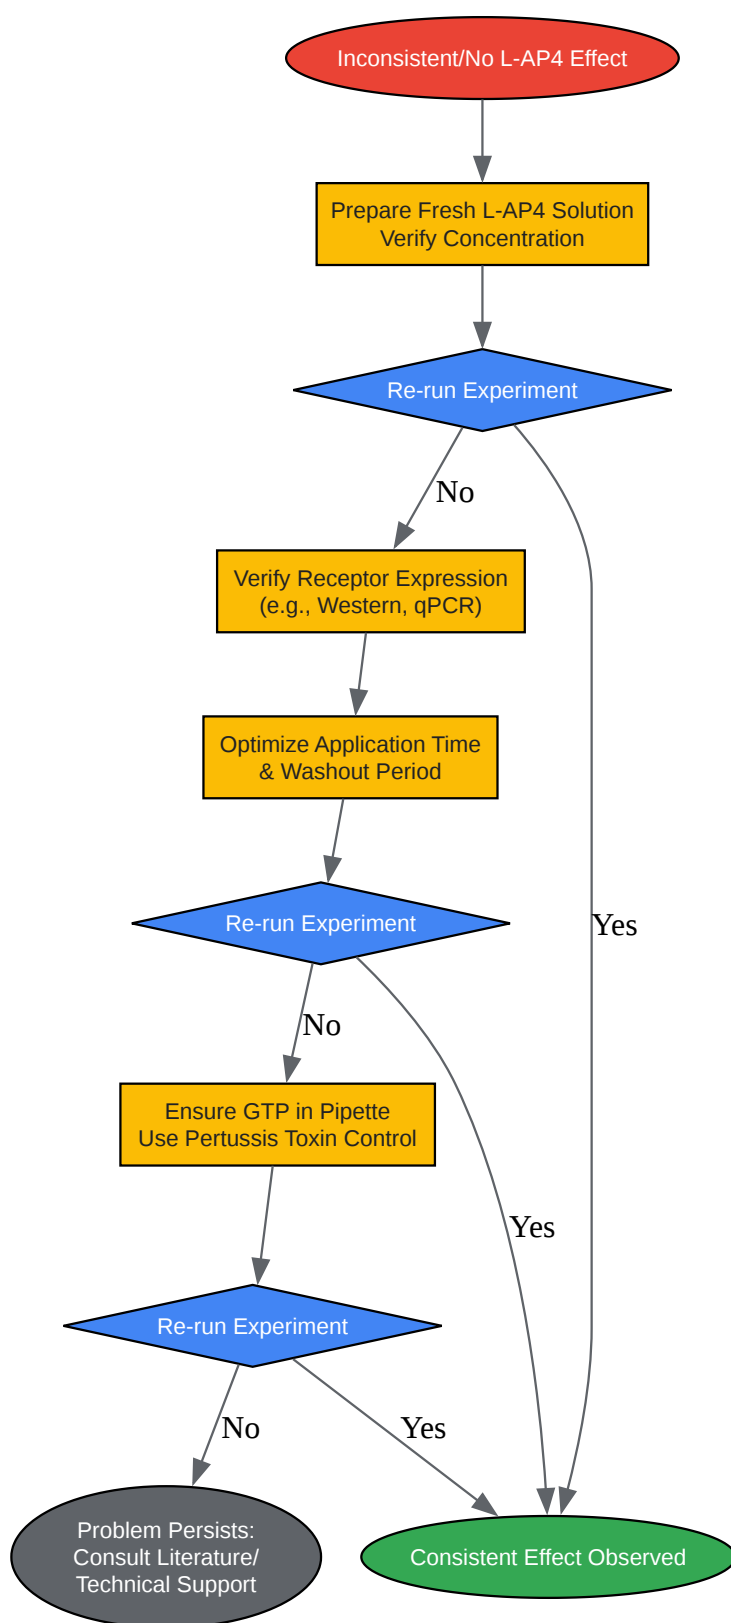 Inconsistent/No L-AP4 Effect
Prepare Fresh L-AP4 Solution
Verify Concentration
Re-run Experiment
No
Verify Receptor Expression
(e.g., Western, qPCR)
Optimize Application Time
& Washout Period
Re-run Experiment
Yes
No
Ensure GTP in Pipette
Use Pertussis Toxin Control
Yes
Re-run Experiment
No
Yes
Problem Persists:
Consult Literature/
Technical Support
Consistent Effect Observed